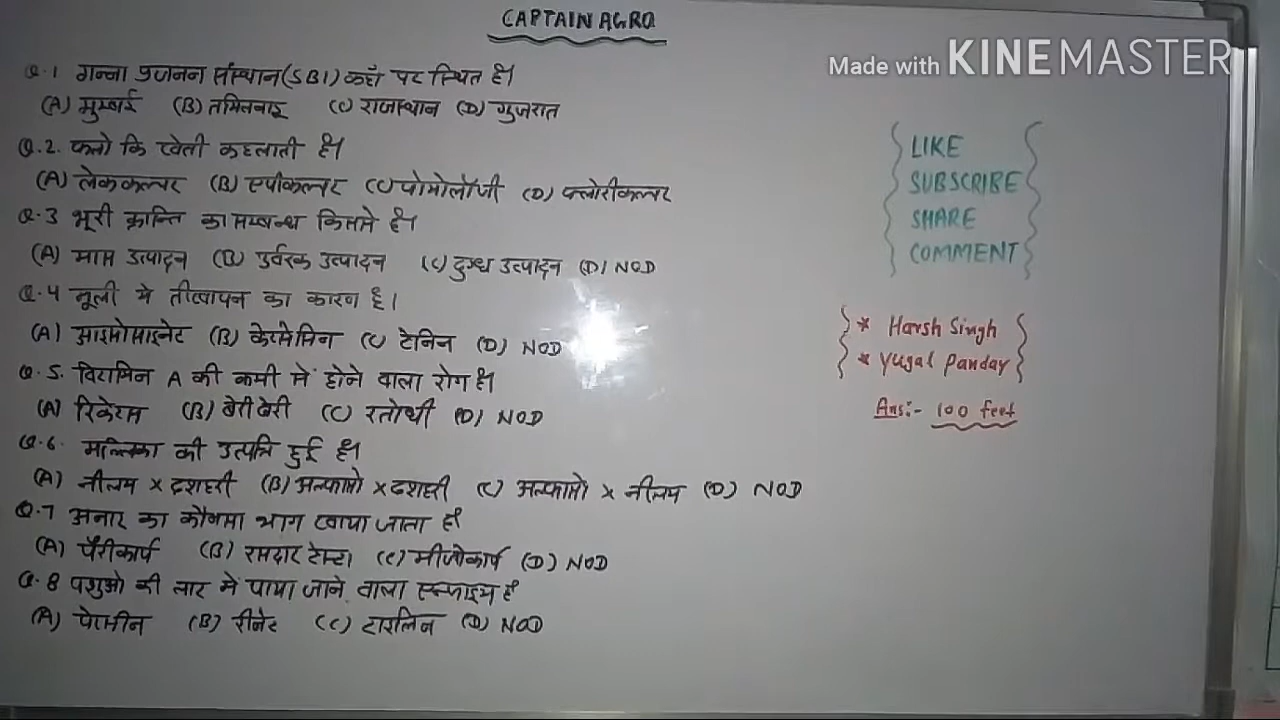 CAPTAIN AGRO
Made with KINEMASTER
Q.1 गन्ना प्रजनन संस्थान(SBI) कहाँ पर स्थित है।
(A) मुम्बई (B) तमिलनाडू (C) राजस्थान (D) गुजरात
Q.2. फलो कि खेती कहलाती है।
(A) लेककल्चर (B) एपीकल्चर (C) पोमोलॉजी (D) फ्लोरीकल्चर
Q.3 भूरी क्रान्ति का सम्बन्ध किससे है।
(A) मास उत्पादन (B) उर्वरक उत्पादन (C) दुग्ध उत्पादन (D) NOD
Q.4 मूली मे तीखापन का कारण है।
(A) आइसोसाइनेट (B) केप्सेसिन (C) टेनिन (D) NOD
Q.5. विटामिन A की कमी में होने वाला रोग है।
(A) रिकेटस (B) बेरी बेरी (C) रतोंधी (D) NOD
Q.6. मल्लिका की उत्पत्ति हुई है।
(A) नीलम x दशहरी (B) अल्फासो x दशहरी (C) अल्फासो x नीलम (D) NOD
Q.7 अनार का कौनसा भाग खाया जाता है
(A) पैरीकार्प (B) रसदार टेस्टा (C) मीजोकार्प (D) NOD
Q.8 पशुओ की लार मे पाया जाने वाला एन्जाइम है
(A) पेप्सीन (B) रीनेट (C) टाइलिन (D) NOD
LIKE
SUBSCRIBE
SHARE
COMMENT
* Harsh Singh
* Yugal Panday
Ans:- 100 feet